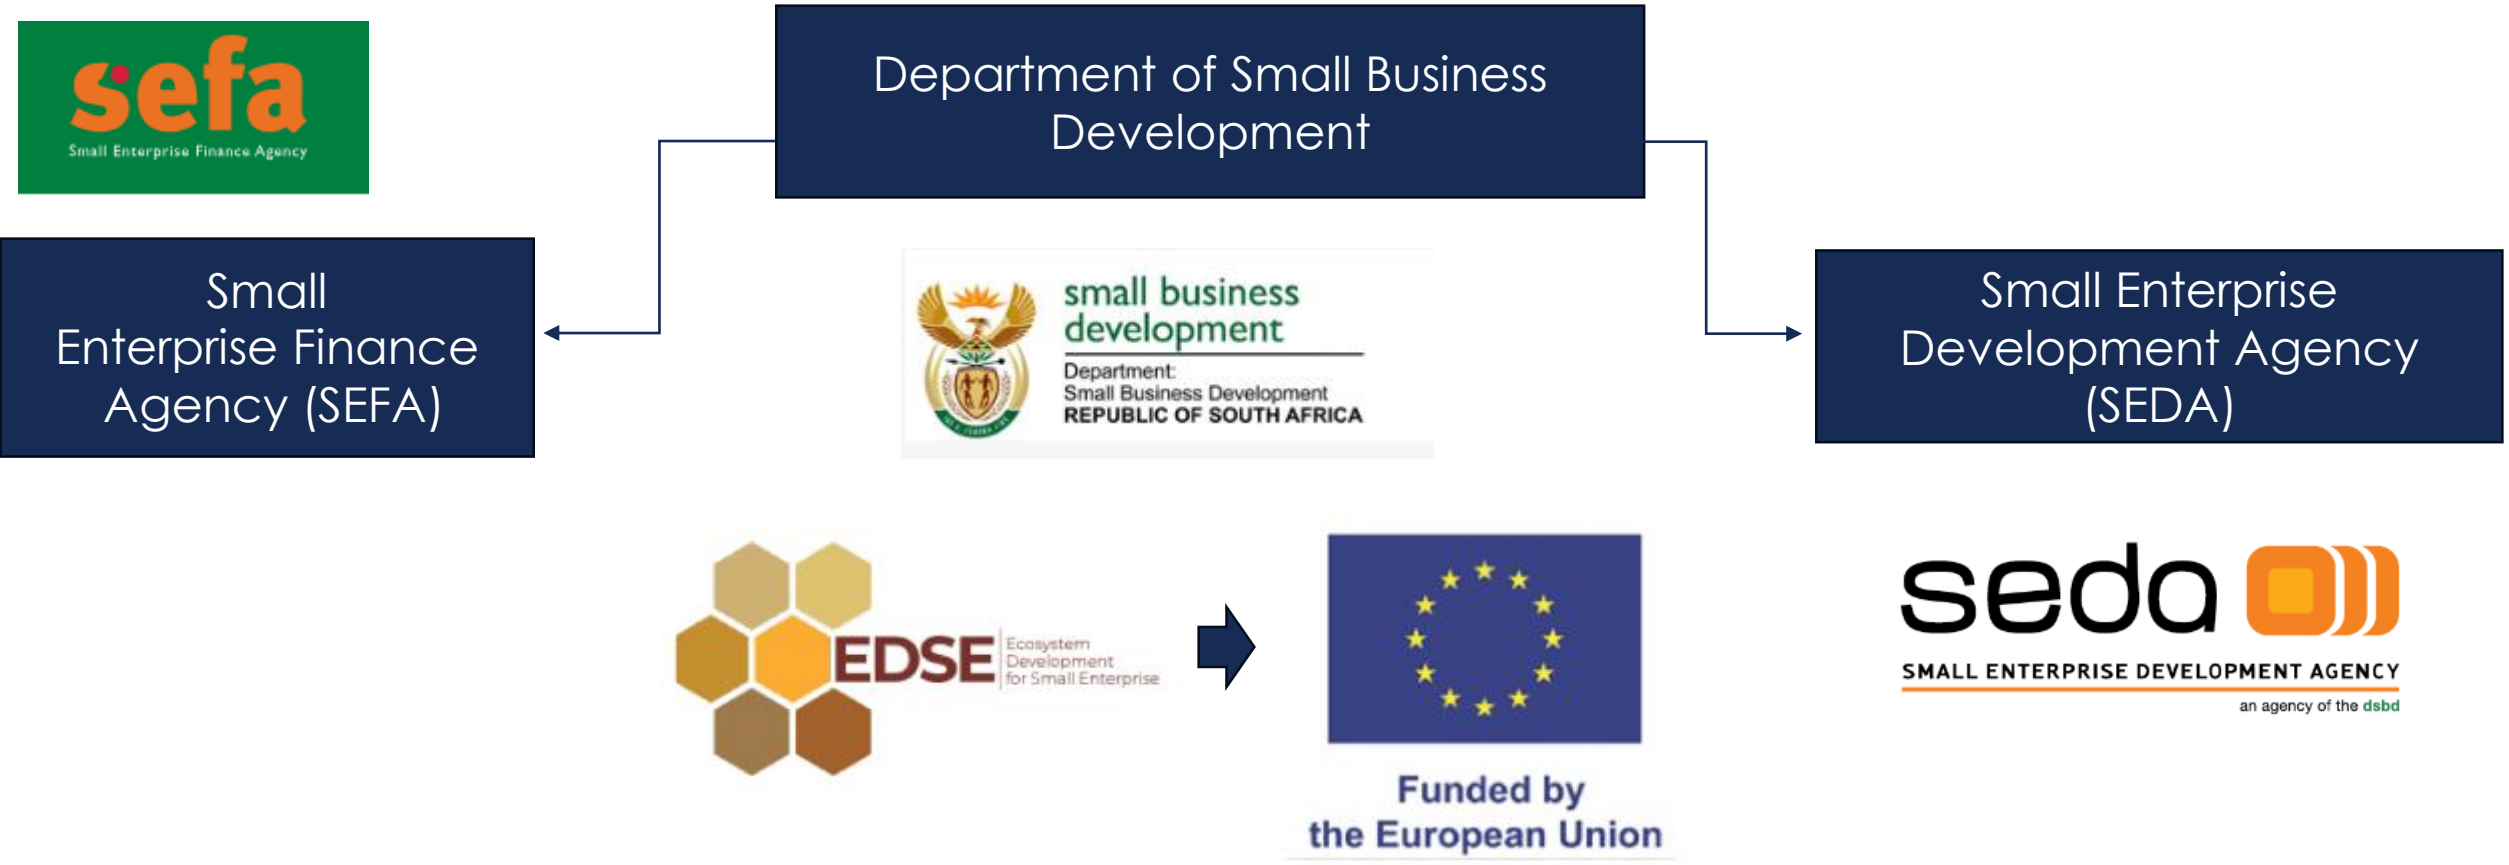 sefa
Small Enterprise Finance Agency
Department of Small Business
Development
Small
Enterprise Finance
Agency (SEFA)
small business
development
Department:
Small Business Development
REPUBLIC OF SOUTH AFRICA
Small Enterprise
Development Agency
(SEDA)
EDSE
Ecosystem
Development
for Small Enterprise
Funded by
the European Union
seda
SMALL ENTERPRISE DEVELOPMENT AGENCY
an agency of the dsbd